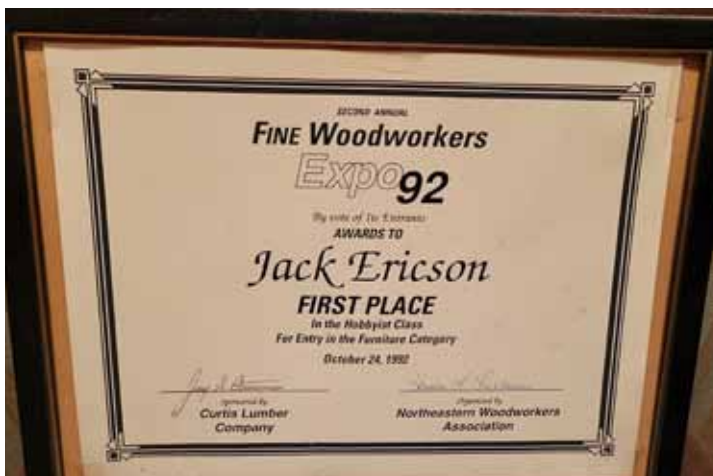 SECOND ANNUAL
FINE Woodworkers
Expo 92
By vote of Its Entrants
AWARDS TO
Jack Ericson
FIRST PLACE
In the Hobbyist Class
For Entry in the Furniture Category
October 24, 1992
sponsored by
organized by
Curtis Lumber
Company
Northeastern Woodworkers
Association